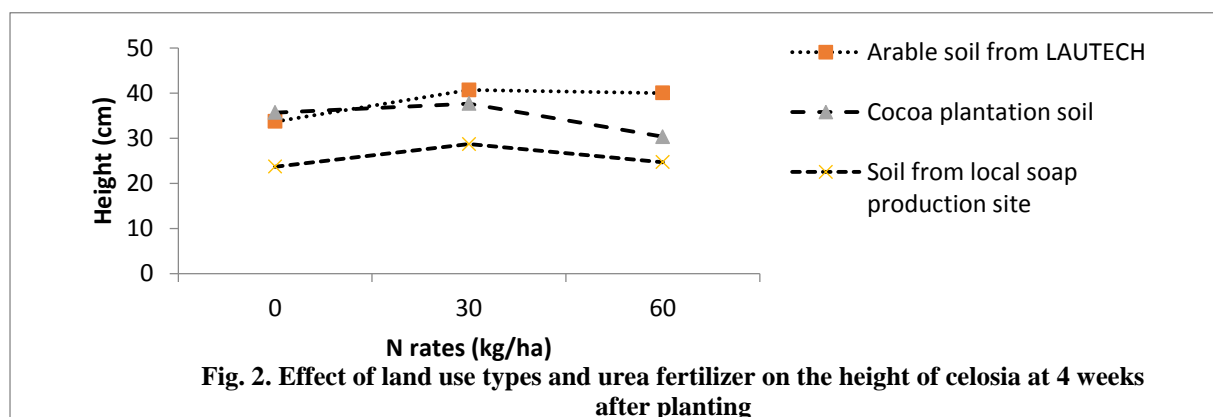 50
40
30
20
10
0
Height (cm)
0 30 60
N rates (kg/ha)
Arable soil from LAUTECH
Cocoa plantation soil
Soil from local soap
production site
Fig. 2. Effect of land use types and urea fertilizer on the height of celosia at 4 weeks
after planting